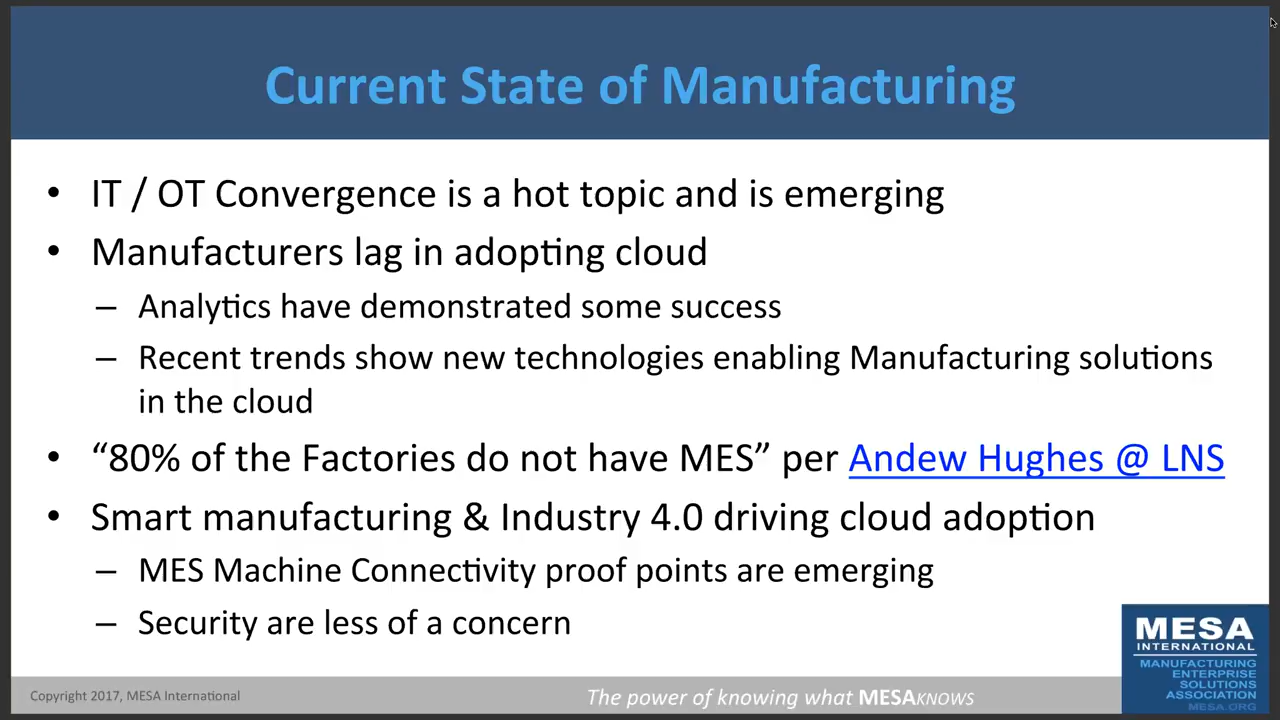 Current State of Manufacturing
• IT / OT Convergence is a hot topic and is emerging
• Manufacturers lag in adopting cloud
– Analytics have demonstrated some success
– Recent trends show new technologies enabling Manufacturing solutions
in the cloud
• “80% of the Factories do not have MES” per Andew Hughes @ LNS
• Smart manufacturing & Industry 4.0 driving cloud adoption
– MES Machine Connectivity proof points are emerging
– Security are less of a concern
MESA
INTERNATIONAL
MANUFACTURING
ENTERPRISE
SOLUTIONS
ASSOCIATION
MESA.ORG
Copyright 2017, MESA International
The power of knowing what MESAKNOWS